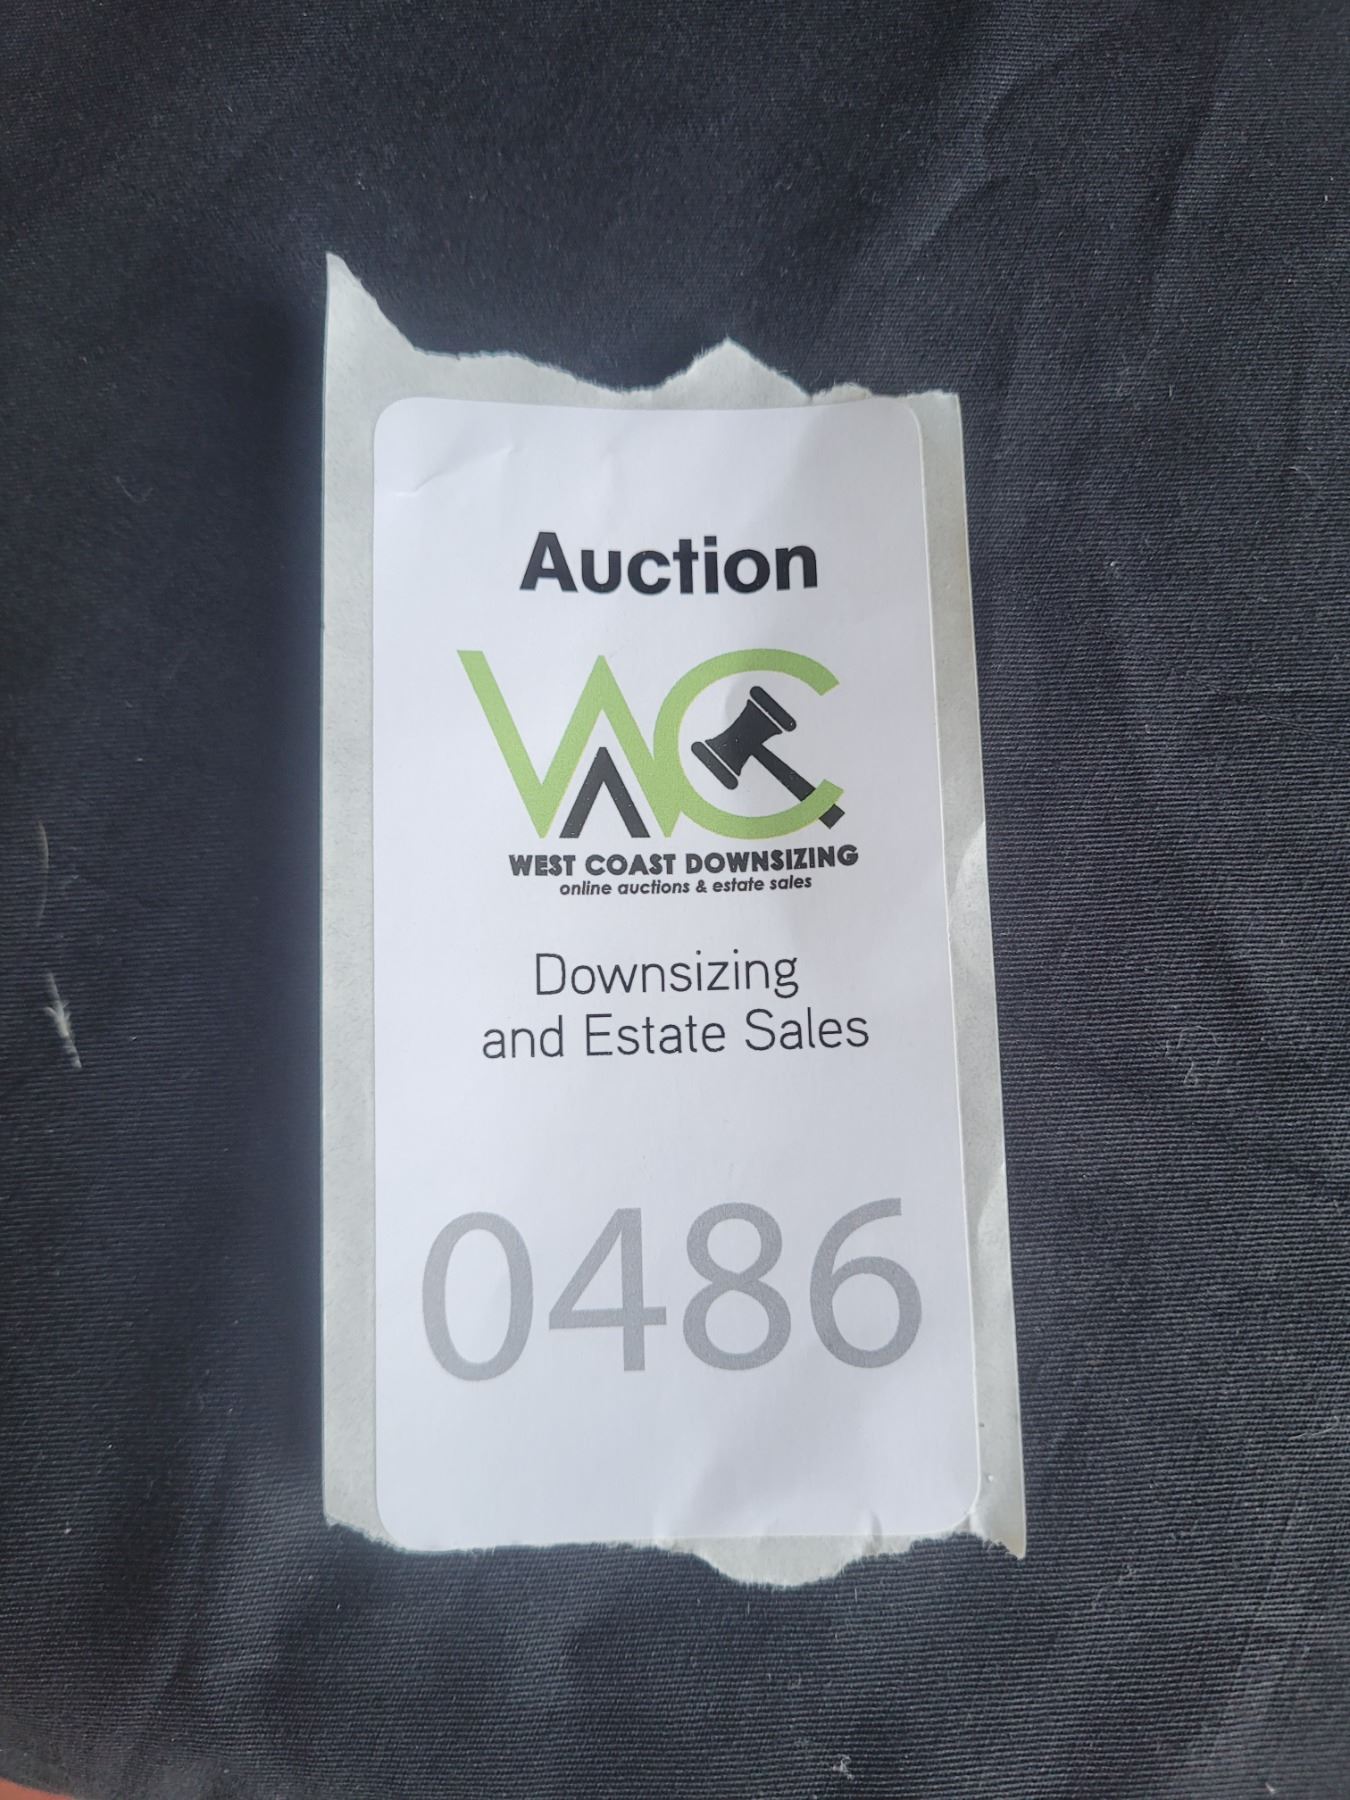 Auction
WC
WEST COAST DOWNSIZING
online auctions & estate sales
Downsizing
and Estate Sales
0486